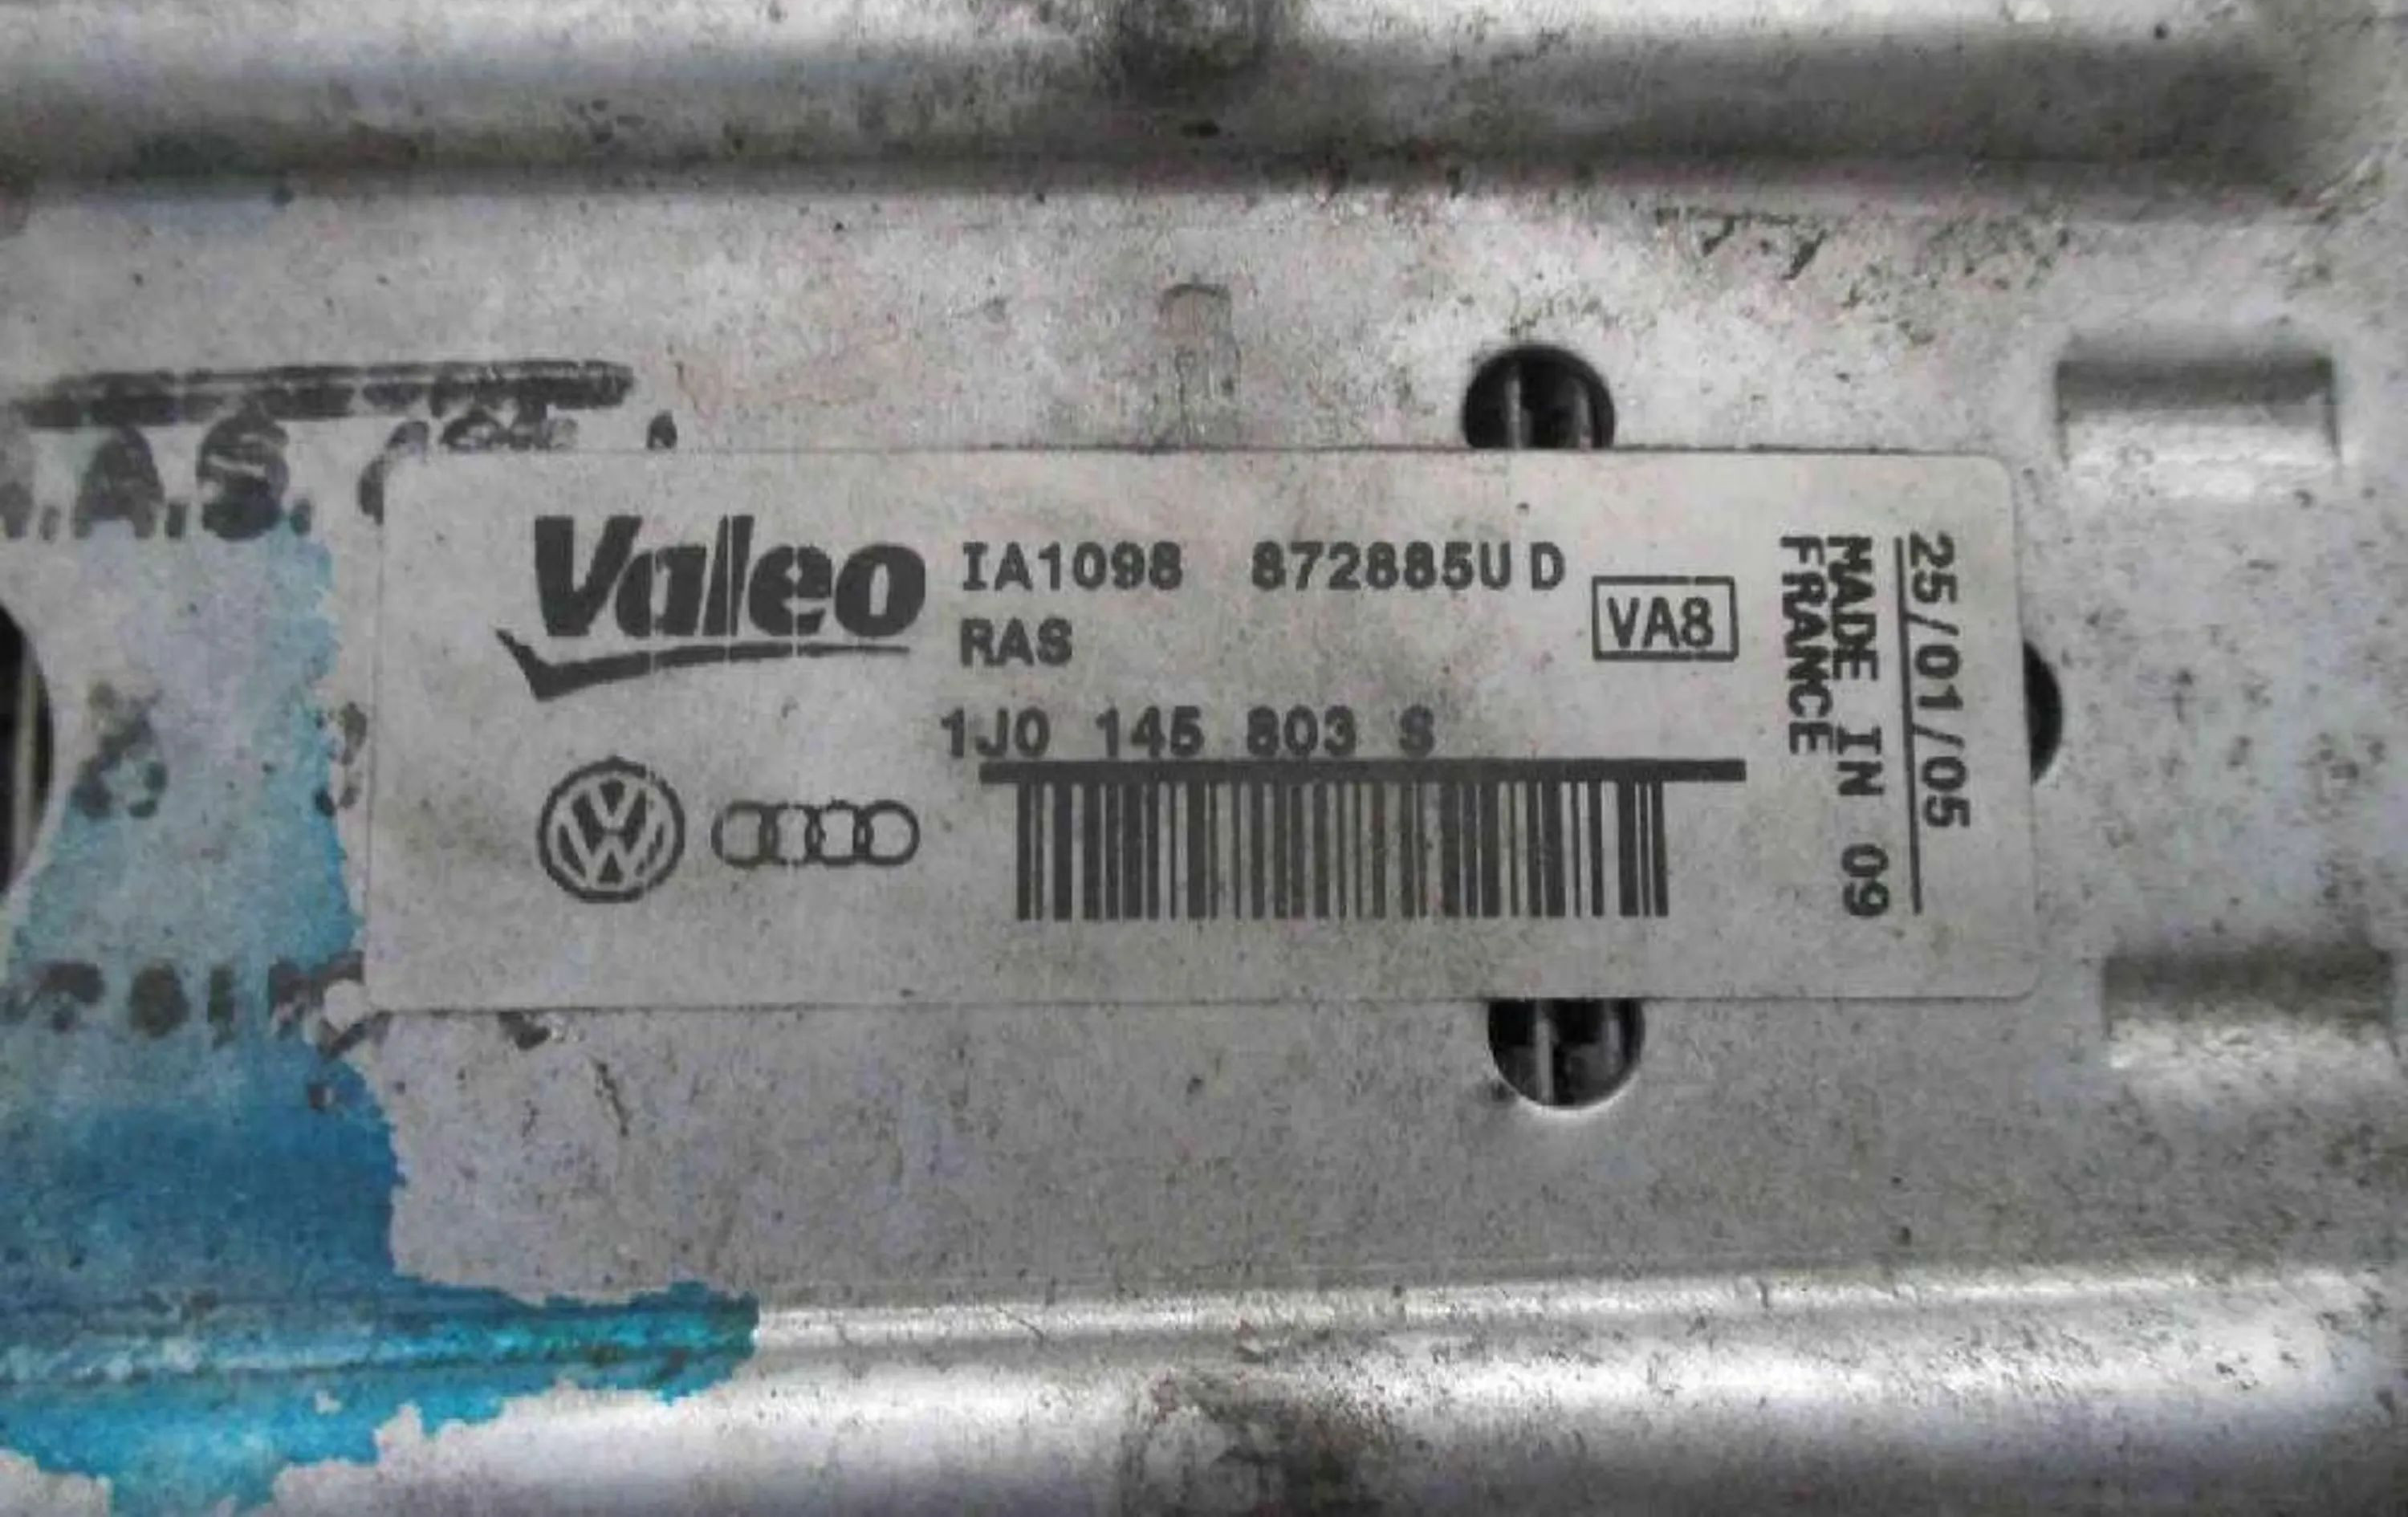 .A.S.
Valeo
IA1098 872885U D
RAS
VA8
1J0 145 803 S
25/01/05
MADE IN 09
FRANCE